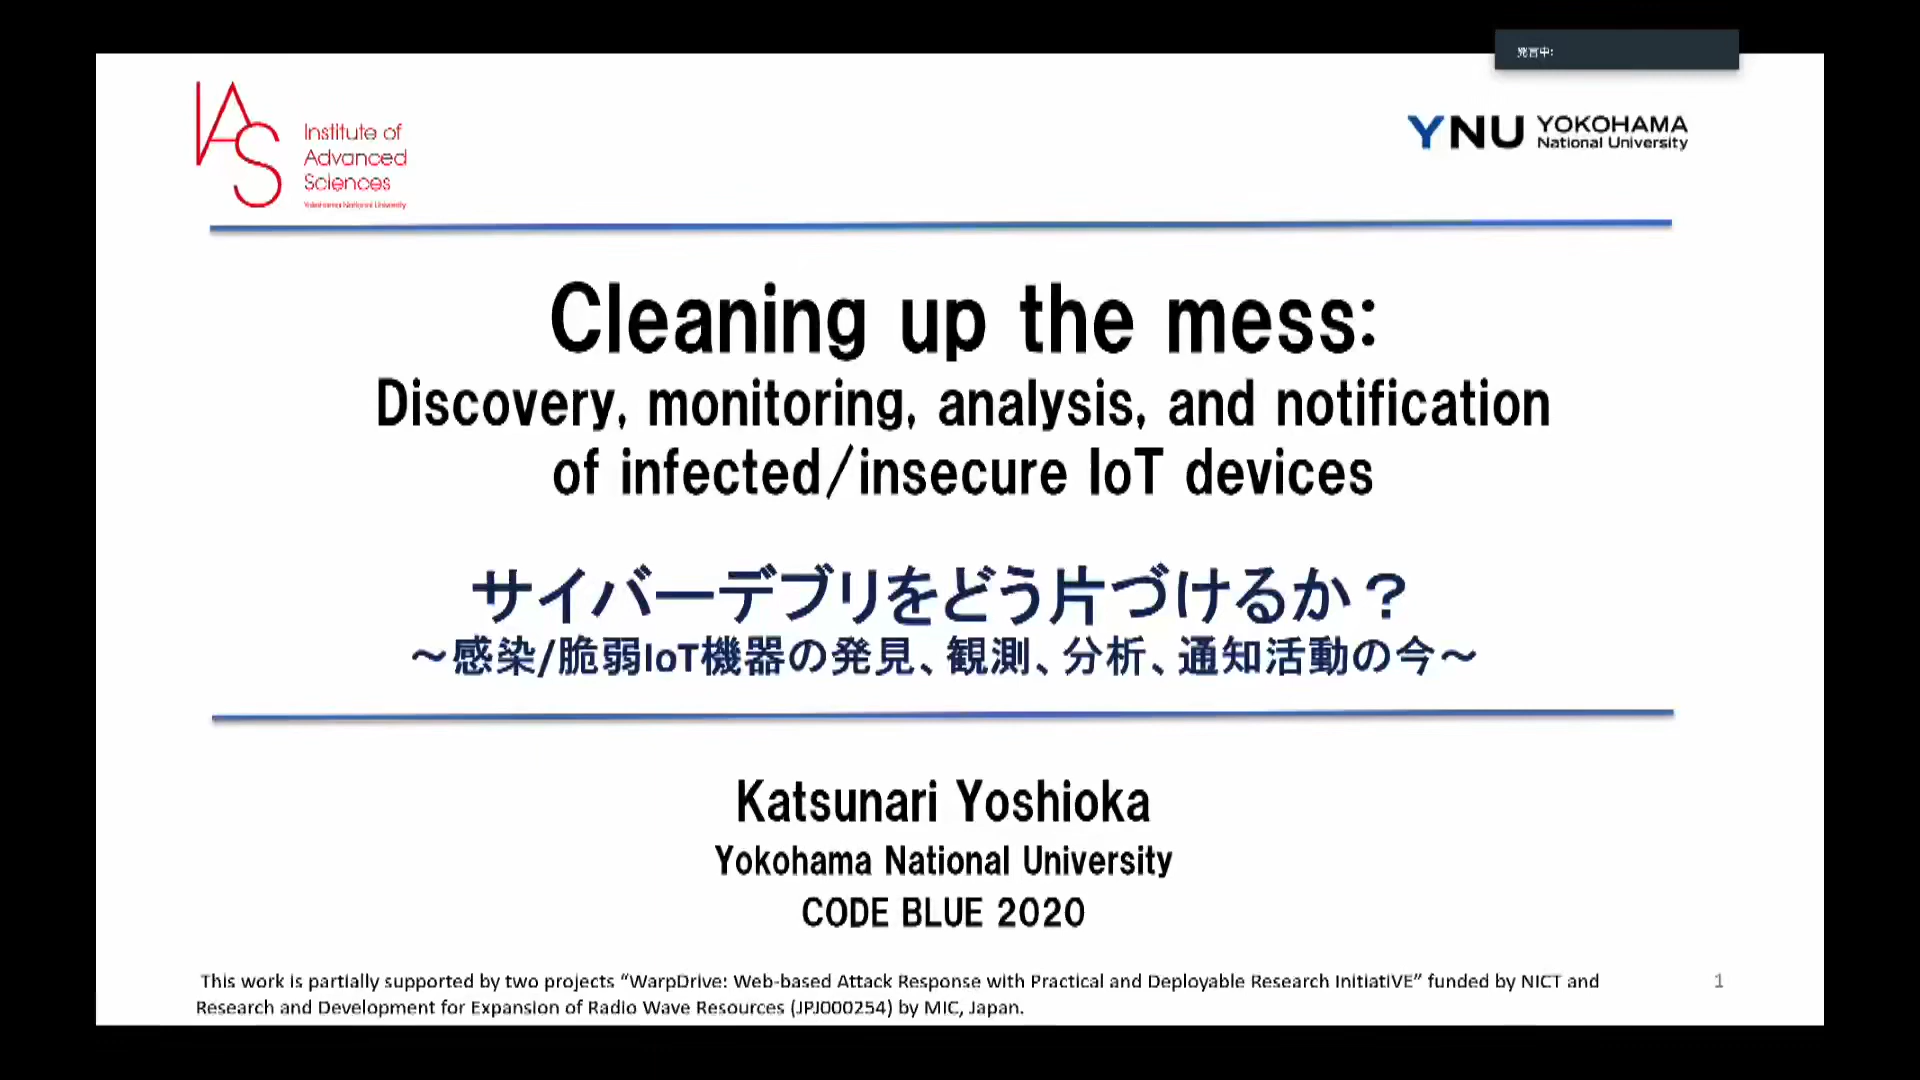 発言中:
IAS
Institute of
Advanced
Sciences
Yokohama National University
YNU YOKOHAMA
National University
Cleaning up the mess:
Discovery, monitoring, analysis, and notification
of infected/insecure IoT devices
サイバーデブリをどう片づけるか？
～感染/脆弱IoT機器の発見、観測、分析、通知活動の今～
Katsunari Yoshioka
Yokohama National University
CODE BLUE 2020
This work is partially supported by two projects “WarpDrive: Web-based Attack Response with Practical and Deployable Research InitiatiVE” funded by NICT and
Research and Development for Expansion of Radio Wave Resources (JPJ000254) by MIC, Japan.
1